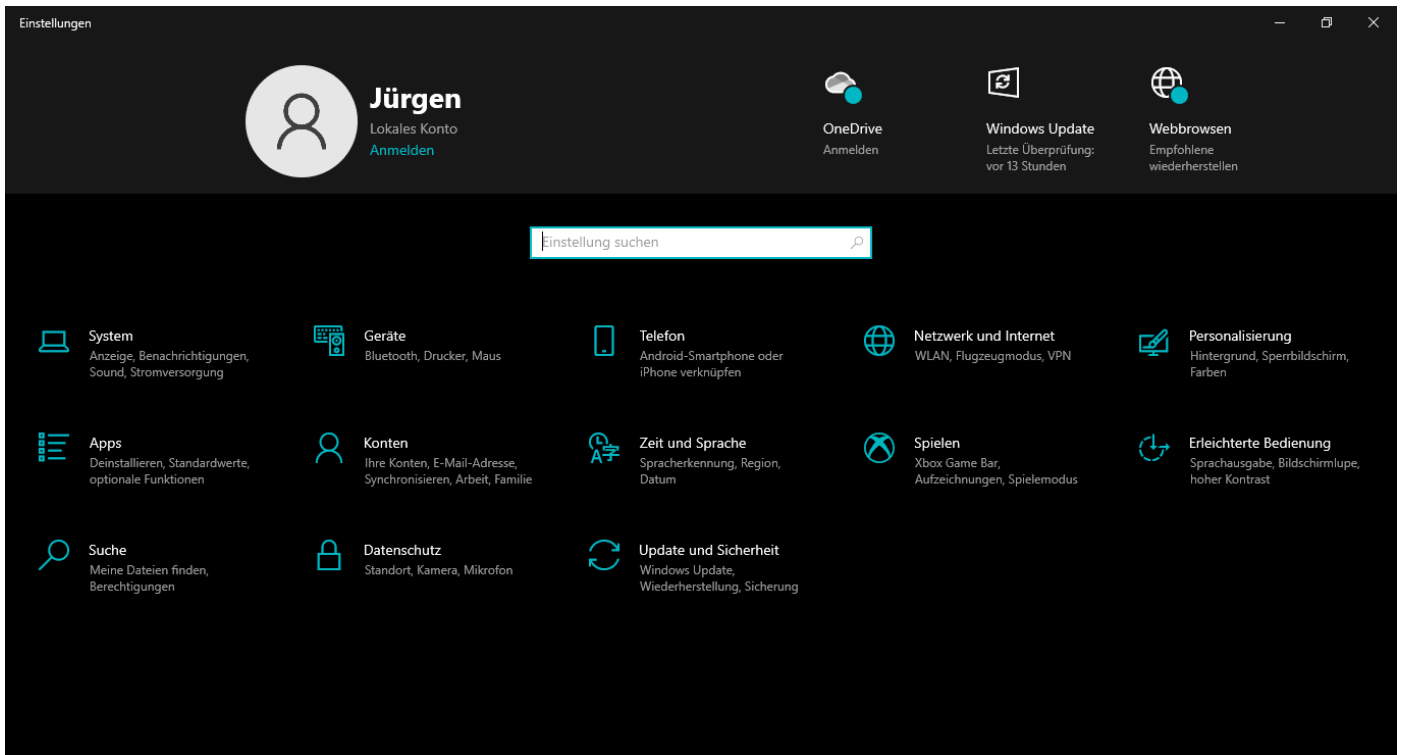 Einstellungen
Jürgen
Lokales Konto
Anmelden
OneDrive
Anmelden
Windows Update
Letzte Überprüfung:
vor 13 Stunden
Webbrowsen
Empfohlene
wiederherstellen
Einstellung suchen
System
Anzeige, Benachrichtigungen,
Sound, Stromversorgung
Geräte
Bluetooth, Drucker, Maus
Telefon
Android-Smartphone oder
iPhone verknüpfen
Netzwerk und Internet
WLAN, Flugzeugmodus, VPN
Personalisierung
Hintergrund, Sperrbildschirm,
Farben
Apps
Deinstallieren, Standardwerte,
optionale Funktionen
Konten
Ihre Konten, E-Mail-Adresse,
Synchronisieren, Arbeit, Familie
Zeit und Sprache
Spracherkennung, Region,
Datum
Spielen
Xbox Game Bar,
Aufzeichnungen, Spielemodus
Erleichterte Bedienung
Sprachausgabe, Bildschirmlupe,
hoher Kontrast
Suche
Meine Dateien finden,
Berechtigungen
Datenschutz
Standort, Kamera, Mikrofon
Update und Sicherheit
Windows Update,
Wiederherstellung, Sicherung